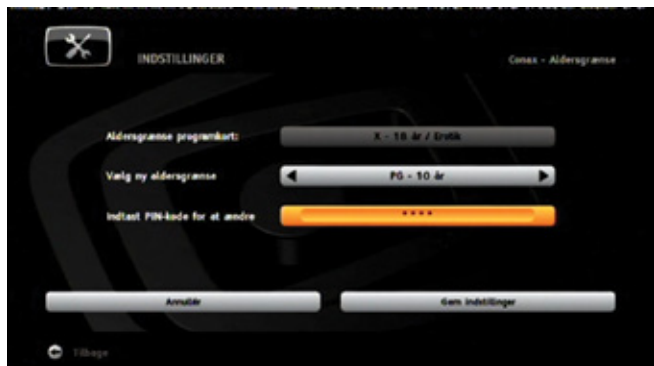 INDSTILLINGER
Conax - Aldersgrænse
Aldersgrænse programkort:
X - 18 år / Erotik
Vælg ny aldersgrænse
PG - 10 år
Indtast PIN-kode for at ændre
****
Annullér
Gem indstillinger
Tilbage